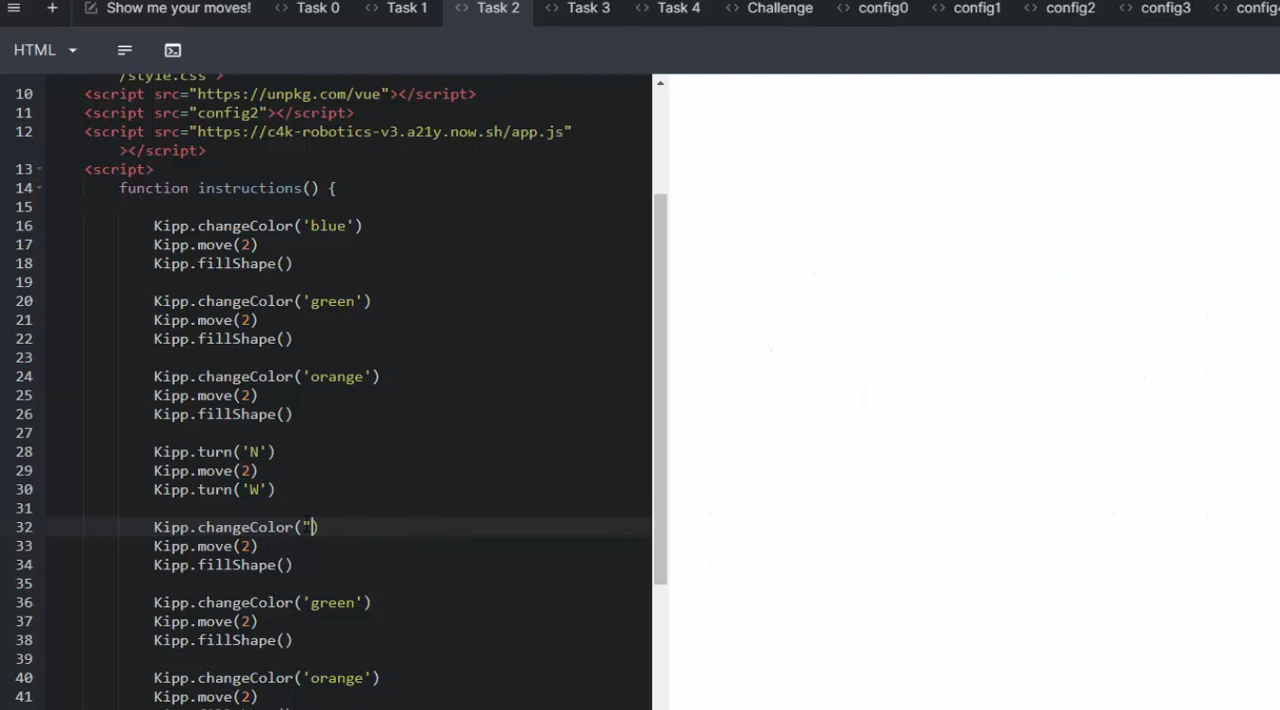 Show me your moves! Task 0 Task 1 Task 2 Task 3 Task 4 Challenge config0 config1 config2 config3 config4
HTML
/style.css">
10 <script src="https://unpkg.com/vue"></script>
11 <script src="config2"></script>
12 <script src="https://c4k-robotics-v3.a21y.now.sh/app.js"
></script>
13 <script>
14 function instructions() {
15
16 Kipp.changeColor('blue')
17 Kipp.move(2)
18 Kipp.fillShape()
19
20 Kipp.changeColor('green')
21 Kipp.move(2)
22 Kipp.fillShape()
23
24 Kipp.changeColor('orange')
25 Kipp.move(2)
26 Kipp.fillShape()
27
28 Kipp.turn('N')
29 Kipp.move(2)
30 Kipp.turn('W')
31
32 Kipp.changeColor('')
33 Kipp.move(2)
34 Kipp.fillShape()
35
36 Kipp.changeColor('green')
37 Kipp.move(2)
38 Kipp.fillShape()
39
40 Kipp.changeColor('orange')
41 Kipp.move(2)